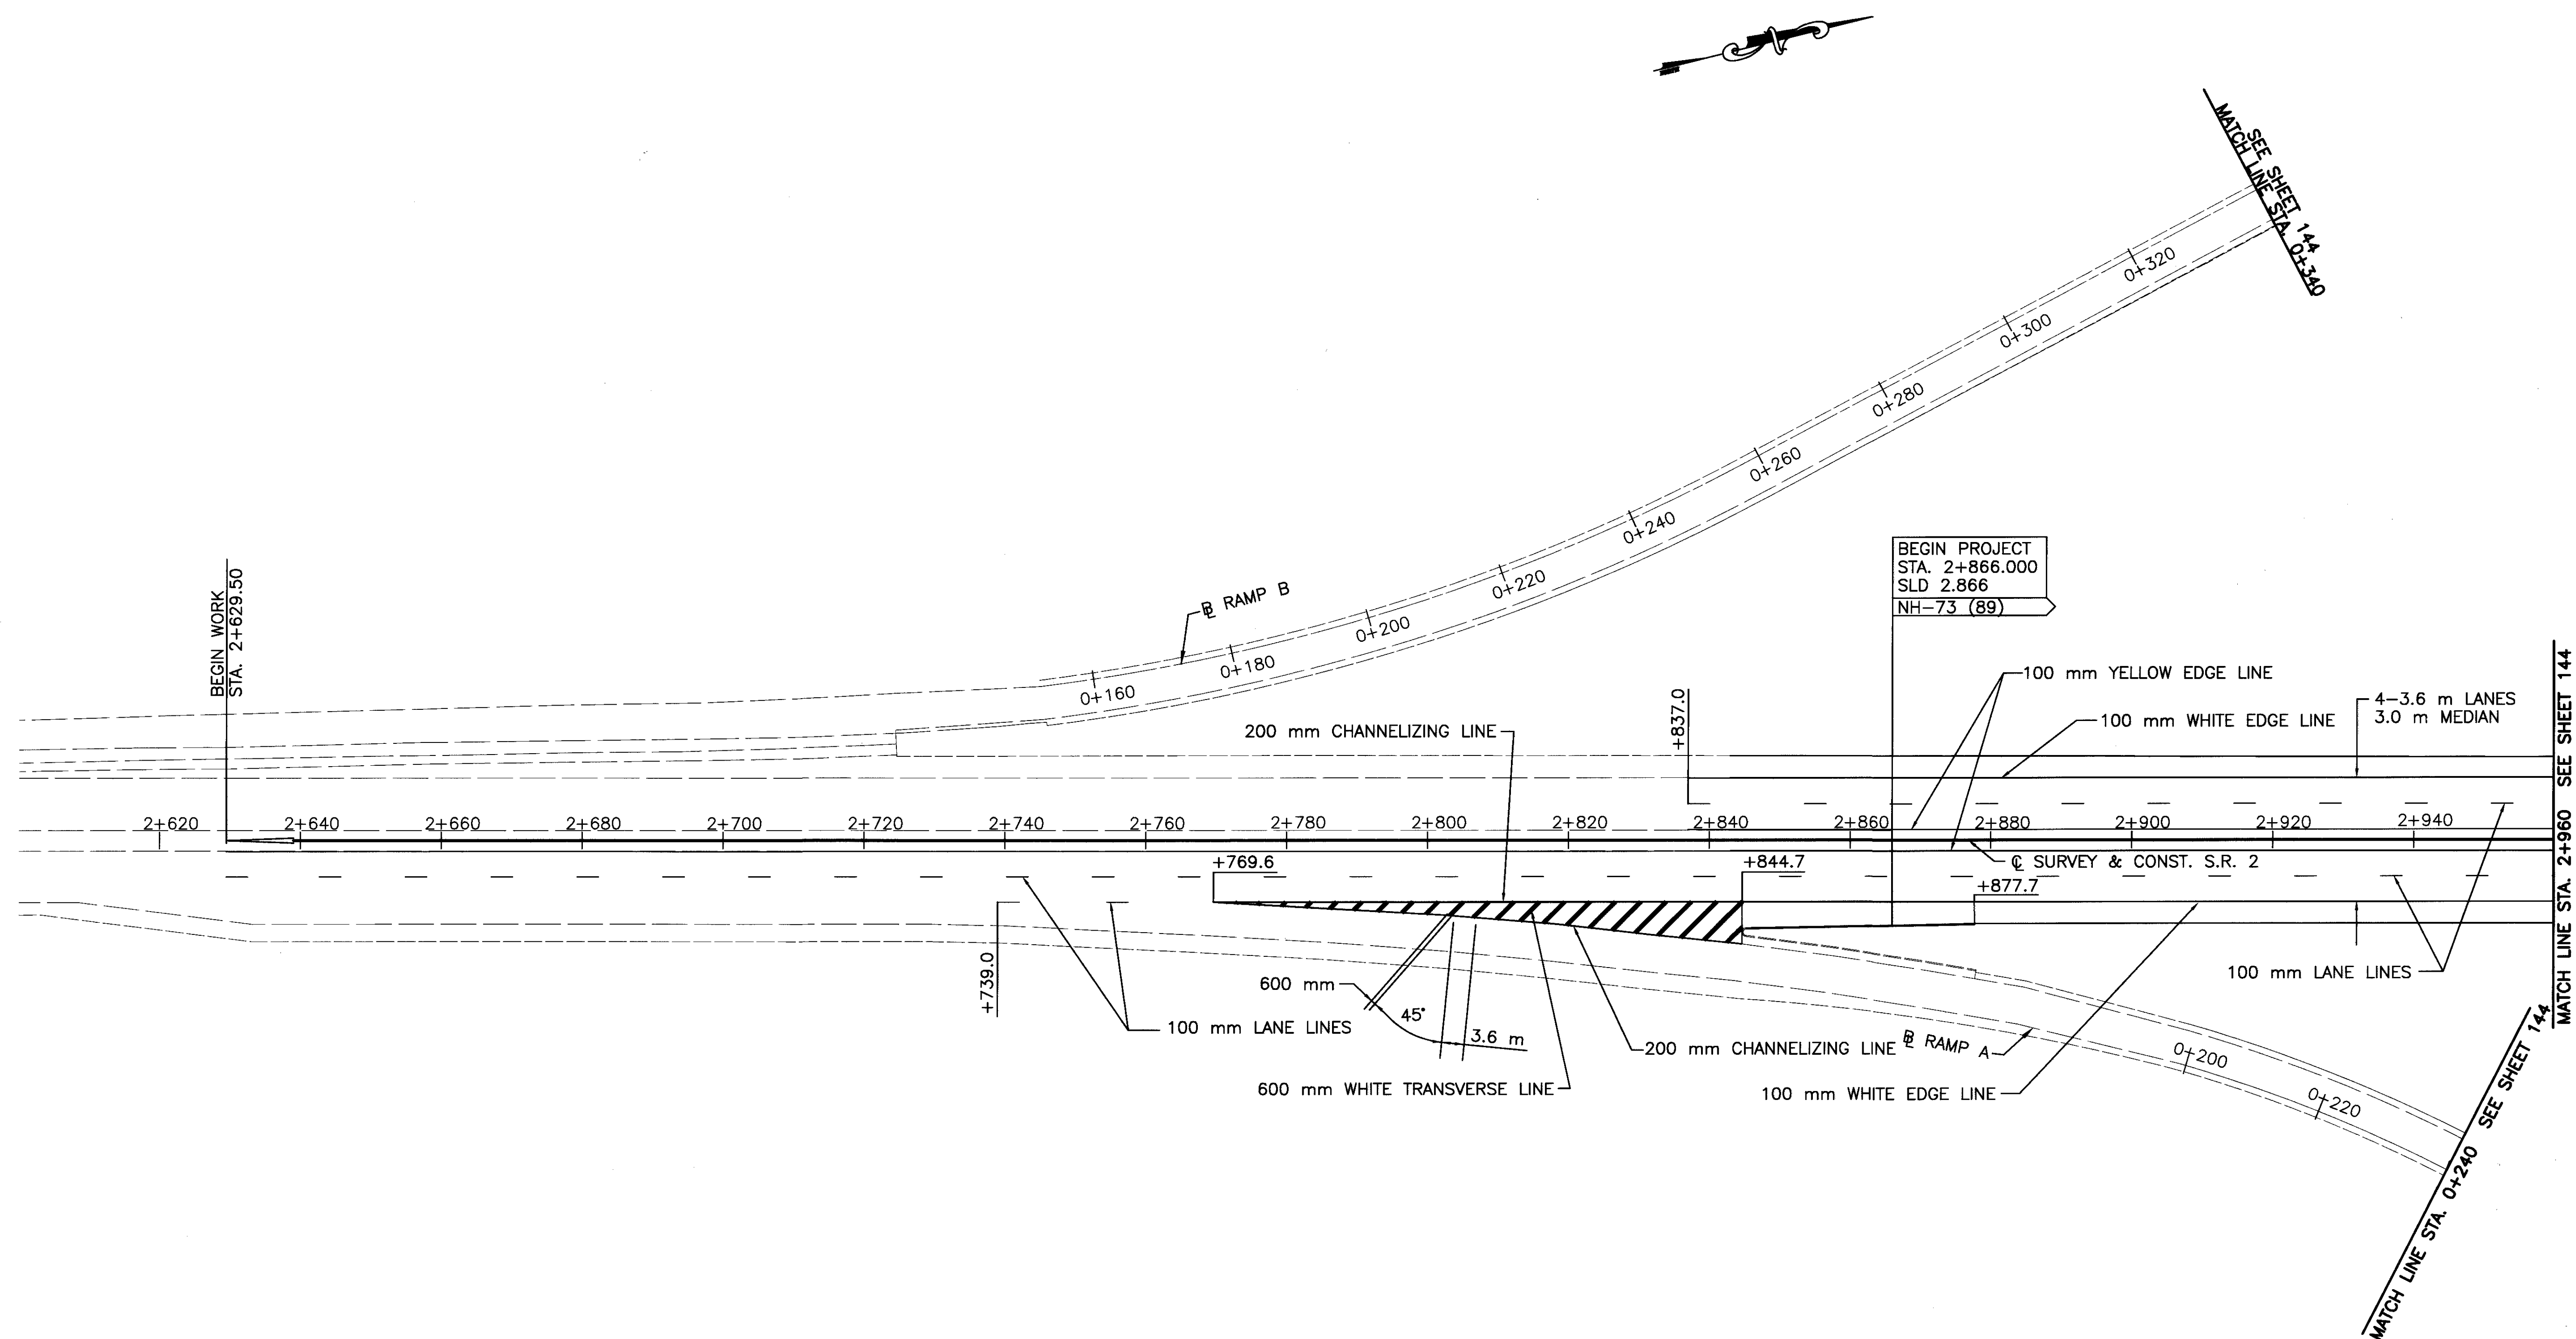 SEE SHEET 144
MATCH LINE STA. 0+340
0+320
0+300
0+280
0+260
0+240
0+220
0+200
0+180
0+160
℄ RAMP B
BEGIN WORK
STA. 2+629.50
BEGIN PROJECT
STA. 2+866.000
SLD 2.866
NH-73 (89)
100 mm YELLOW EDGE LINE
100 mm WHITE EDGE LINE
4-3.6 m LANES
3.0 m MEDIAN
+837.0
200 mm CHANNELIZING LINE
2+620
2+640
2+660
2+680
2+700
2+720
2+740
2+760
2+780
2+800
2+820
2+840
2+860
2+880
2+900
2+920
2+940
MATCH LINE STA. 2+960 SEE SHEET 144
+769.6
+844.7
℄ SURVEY & CONST. S.R. 2
+877.7
+739.0
600 mm
45°
3.6 m
100 mm LANE LINES
100 mm LANE LINES
200 mm CHANNELIZING LINE
℄ RAMP A
600 mm WHITE TRANSVERSE LINE
100 mm WHITE EDGE LINE
0+200
0+220
MATCH LINE STA. 0+240 SEE SHEET 144